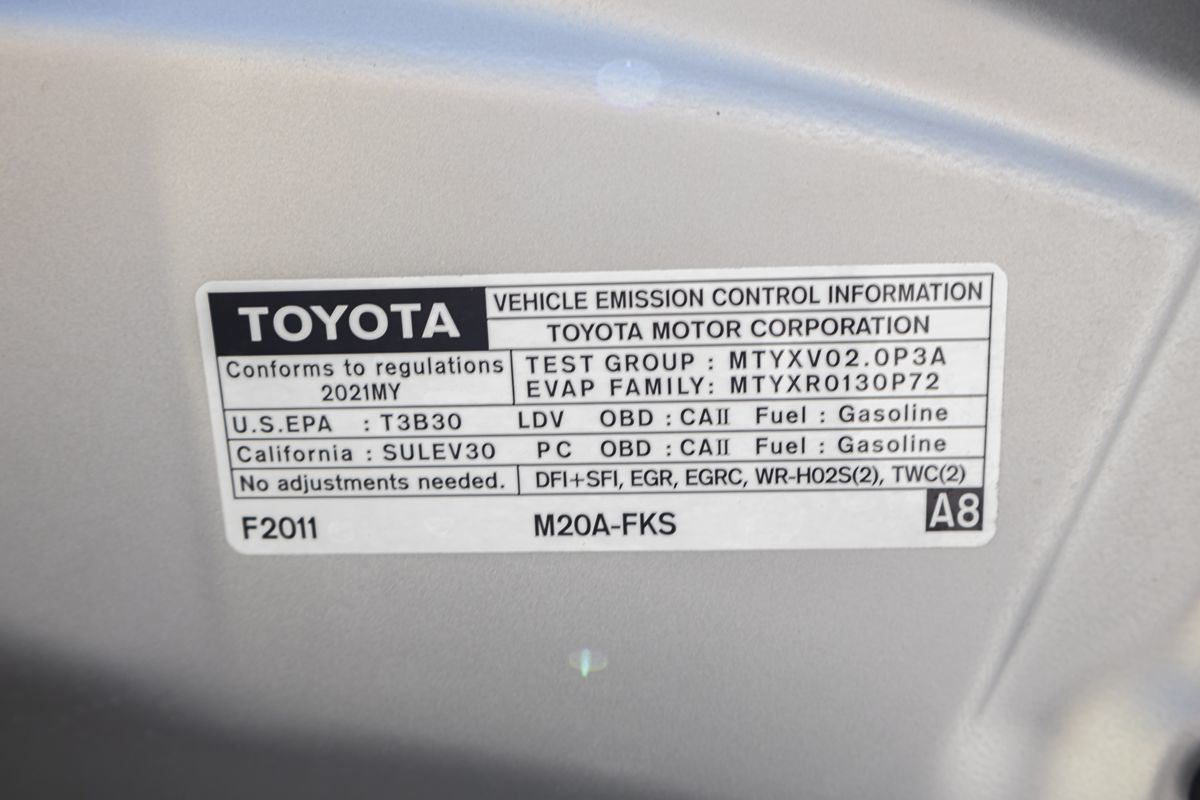 TOYOTA
VEHICLE EMISSION CONTROL INFORMATION
TOYOTA MOTOR CORPORATION
Conforms to regulations
2021MY
TEST GROUP : MTYXV02.0P3A
EVAP FAMILY: MTYXR0130P72
U.S.EPA : T3B30 LDV OBD : CAII Fuel : Gasoline
California : SULEV30 PC OBD : CAII Fuel : Gasoline
No adjustments needed. DFI+SFI, EGR, EGRC, WR-HO2S(2), TWC(2)
F2011 M20A-FKS A8